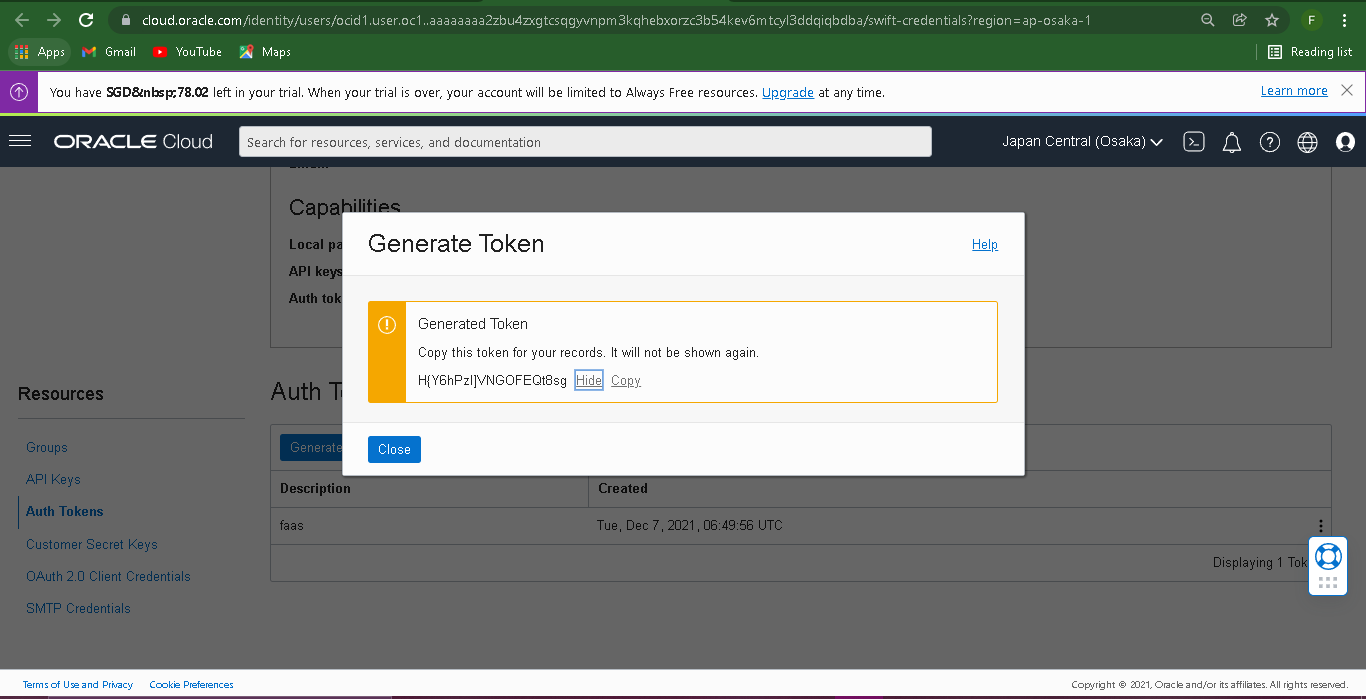 cloud.oracle.com/identity/users/ocid1.user.oc1..aaaaaaaa2zbu4zxgtcsqgyvnpm3kqhebxorzc3b54kev6mtcyl3ddqiqbdba/swift-credentials?region=ap-osaka-1
F
Apps Gmail YouTube Maps Reading list
You have SGD&nbsp;78.02 left in your trial. When your trial is over, your account will be limited to Always Free resources. Upgrade at any time. Learn more
ORACLE Cloud Search for resources, services, and documentation Japan Central (Osaka)
Capabilities
Local pa
API keys
Auth tok
Generate Token Help
Generated Token
Copy this token for your records. It will not be shown again.
H{Y6hPzI]VNGOFEQt8sg Hide Copy
Close
Resources
Groups
API Keys
Auth Tokens
Customer Secret Keys
OAuth 2.0 Client Credentials
SMTP Credentials
Auth T
Generate
Description Created
faas Tue, Dec 7, 2021, 06:49:56 UTC
Displaying 1 Tok
Terms of Use and Privacy Cookie Preferences Copyright © 2021, Oracle and/or its affiliates. All rights reserved.